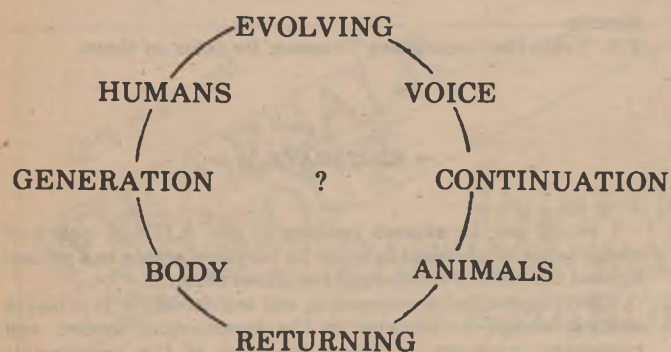 EVOLVING
HUMANS VOICE
GENERATION ? CONTINUATION
BODY ANIMALS
RETURNING